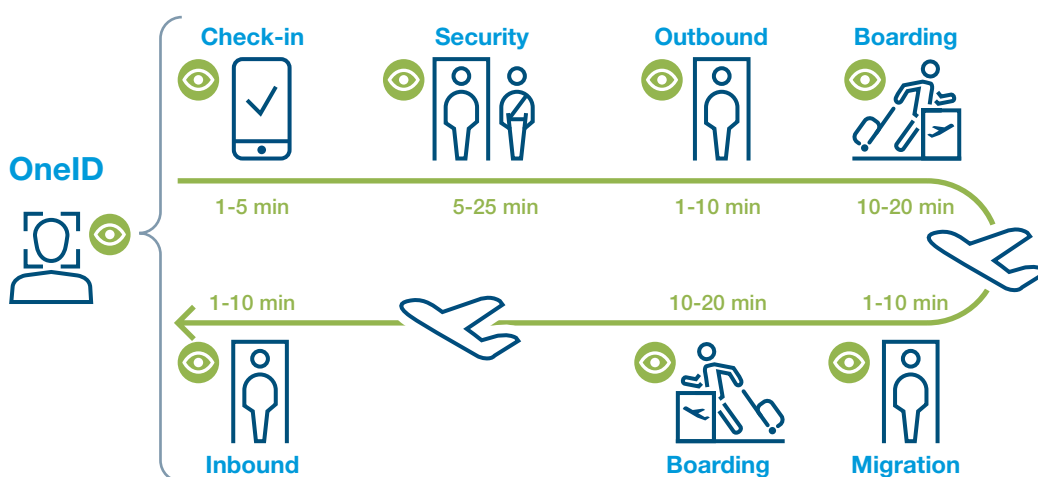 Check-in
Security
Outbound
Boarding
OneID
1-5 min
5-25 min
1-10 min
10-20 min
1-10 min
10-20 min
1-10 min
Inbound
Boarding
Migration